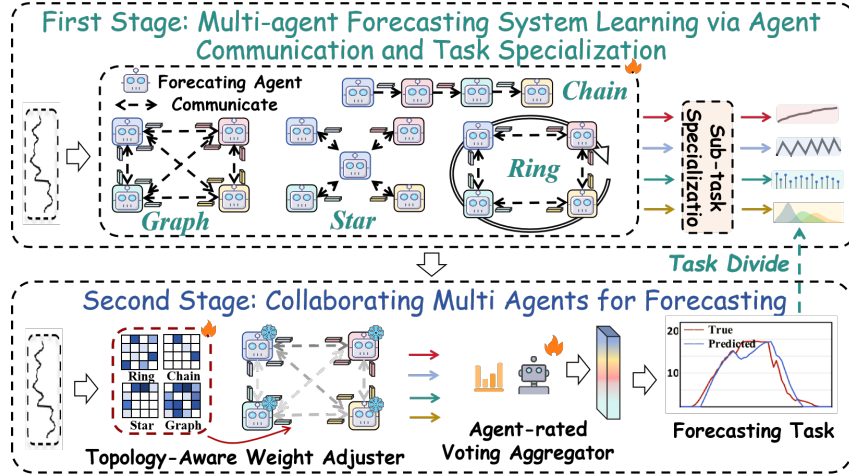 First Stage: Multi-agent Forecasting System Learning via Agent
Communication and Task Specialization
Forecating Agent
Communicate
Chain
Graph
Star
Ring
Sub-task
Specializatio
Task Divide
Second Stage: Collaborating Multi Agents for Forecasting
Ring
Chain
Star
Graph
Topology-Aware Weight Adjuster
Agent-rated
Voting Aggregator
20
10
True
Predicted
Forecasting Task